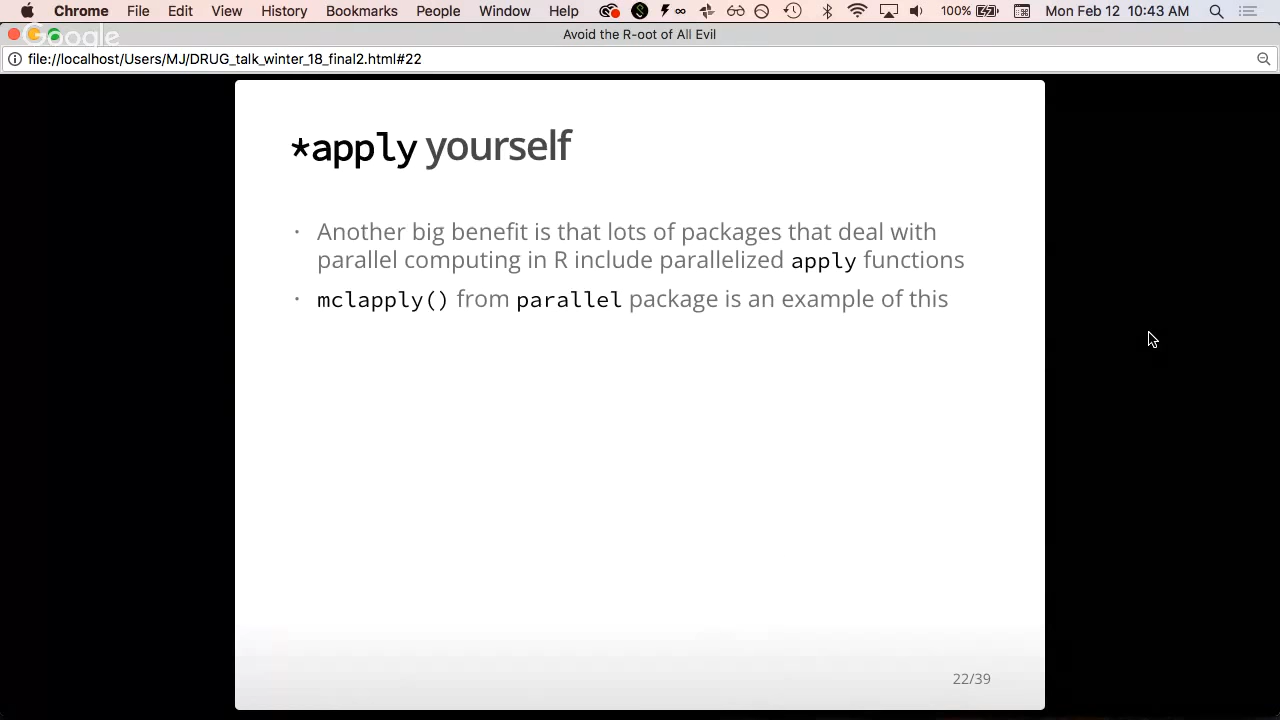 Chrome File Edit View History Bookmarks People Window Help 100% Mon Feb 12 10:43 AM
Google
Avoid the R-oot of All Evil
file://localhost/Users/MJ/DRUG_talk_winter_18_final2.html#22
*apply yourself
· Another big benefit is that lots of packages that deal with
parallel computing in R include parallelized apply functions
· mclapply() from parallel package is an example of this
22/39